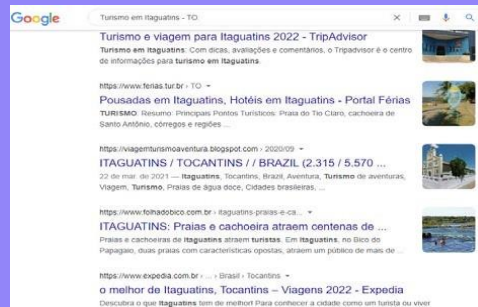 Google
Turismo em Itaguatins - TO
Turismo e viagem para Itaguatins 2022 - TripAdvisor
Turismo em Itaguatins: Com dicas, avaliações e comentários, o Tripadvisor é o centro
de informações para turismo em Itaguatins.
https://www.ferias.tur.br › TO
Pousadas em Itaguatins, Hotéis em Itaguatins - Portal Férias
TURISMO. Resumo: Principais Pontos Turísticos: Praia do Tio Claro, cachoeira de
Santo Antônio, córregos e regiões ...
https://viagemturismoaventura.blogspot.com › 2020/09
ITAGUATINS / TOCANTINS / / BRAZIL (2.315 / 5.570 ...
22 de mar. de 2021 — Itaguatins, Tocantins, Brazil, Aventura, Turismo de aventuras,
Viagem, Turismo, Praias de água doce, Cidades brasileiras, ...
https://www.folhadobico.com.br › itaguatins-praias-e-ca...
ITAGUATINS: Praias e cachoeira atraem centenas de ...
Praias e cachoeiras de Itaguatins atraem turistas. Em Itaguatins, no Bico do
Papagaio, duas praias com características opostas, atraem um público de mais de ...
https://www.expedia.com.br › ... › Brasil › Tocantins
o melhor de Itaguatins, Tocantins – Viagens 2022 - Expedia
Descubra o que Itaguatins tem de melhor! Para conhecer a cidade como um turista ou viver